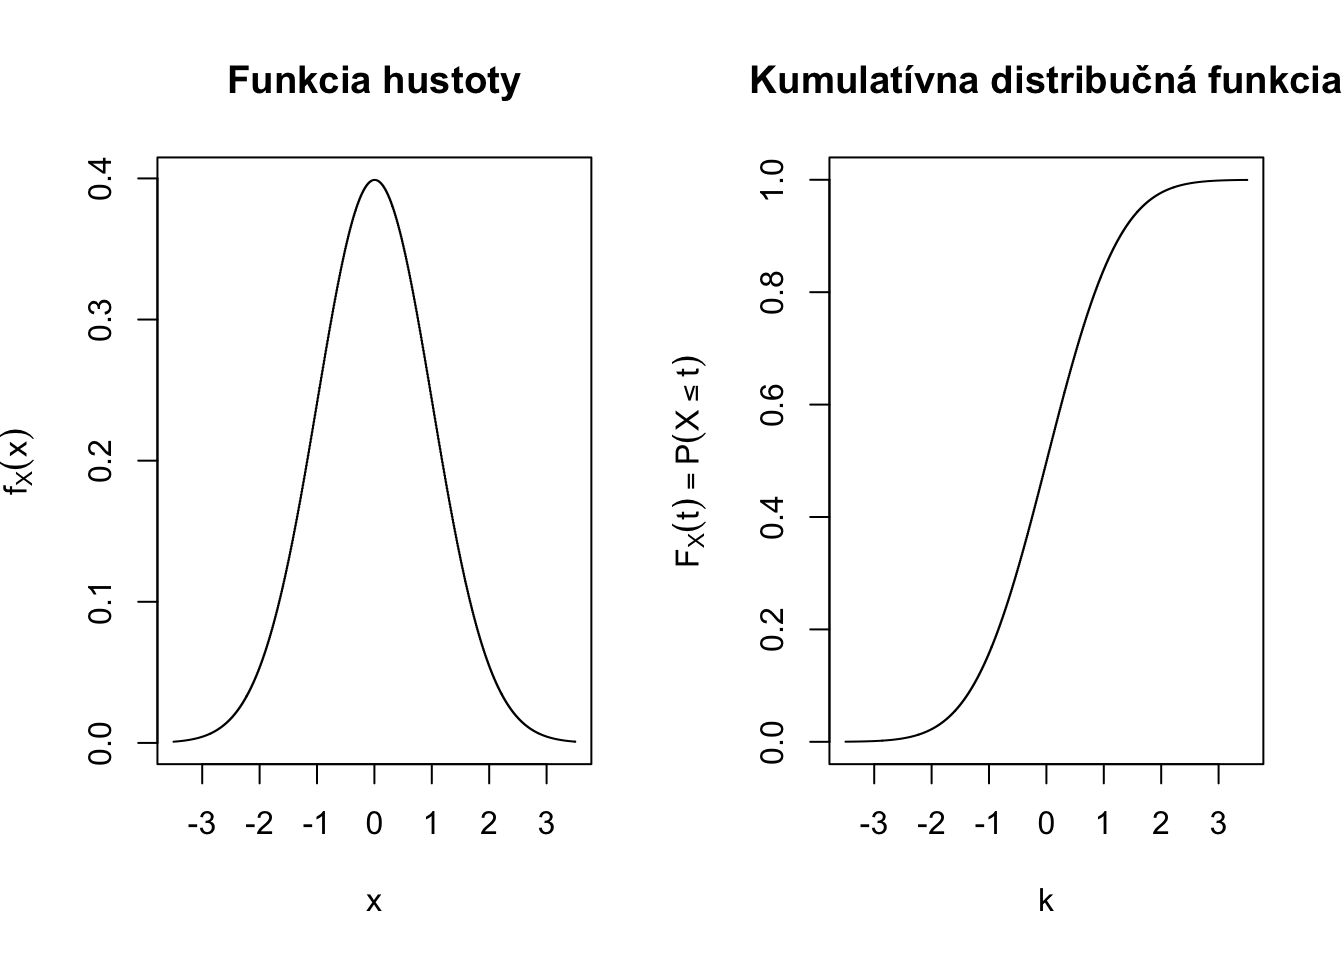 Funkcia hustoty
fX(x)
0.4
0.3
0.2
0.1
0.0
-3 -2 -1 0 1 2 3
x
Kumulatívna distribučná funkcia
FX(t) = P(X ≤ t)
1.0
0.8
0.6
0.4
0.2
0.0
-3 -2 -1 0 1 2 3
k